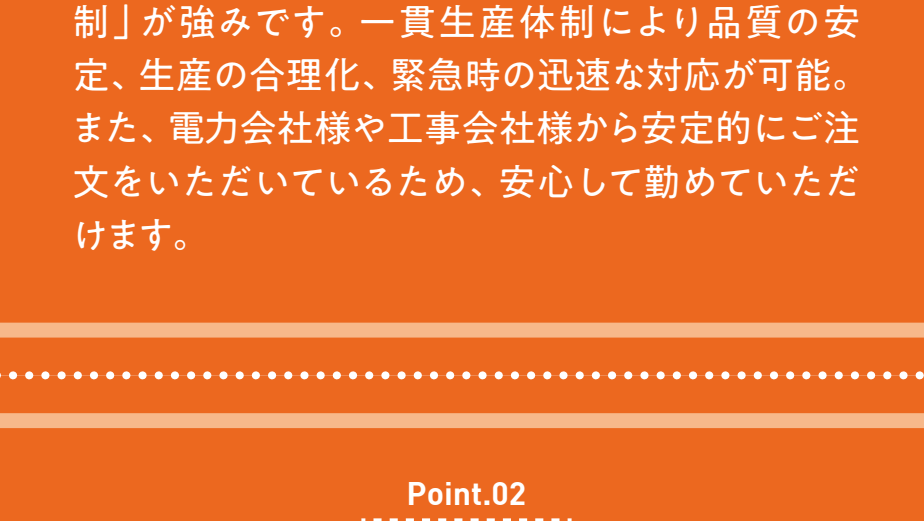 制」が強みです。一貫生産体制により品質の安
定、生産の合理化、緊急時の迅速な対応が可能。
また、電力会社様や工事会社様から安定的にご注
文をいただいているため、安心して勤めていただ
けます。
Point.02